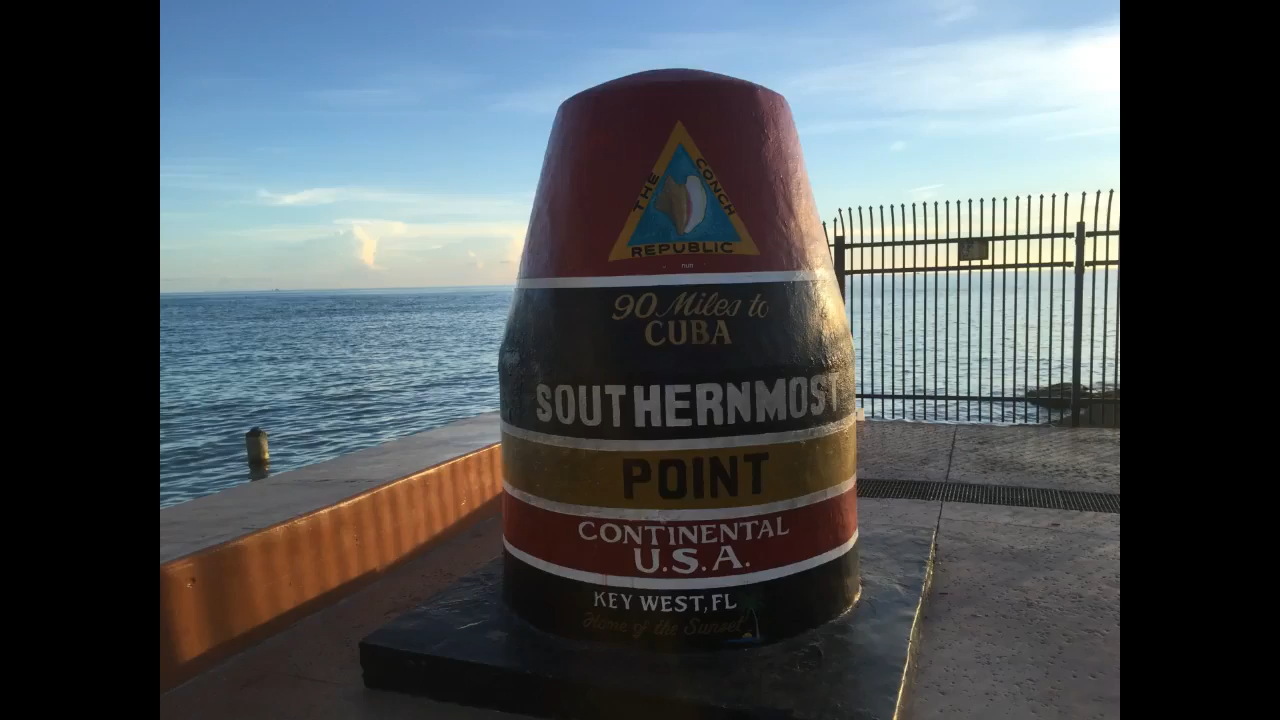 THE CONCH
REPUBLIC
90 Miles to
CUBA
SOUTHERNMOST
POINT
CONTINENTAL
U.S.A.
KEY WEST, FL
Home of the Sunset